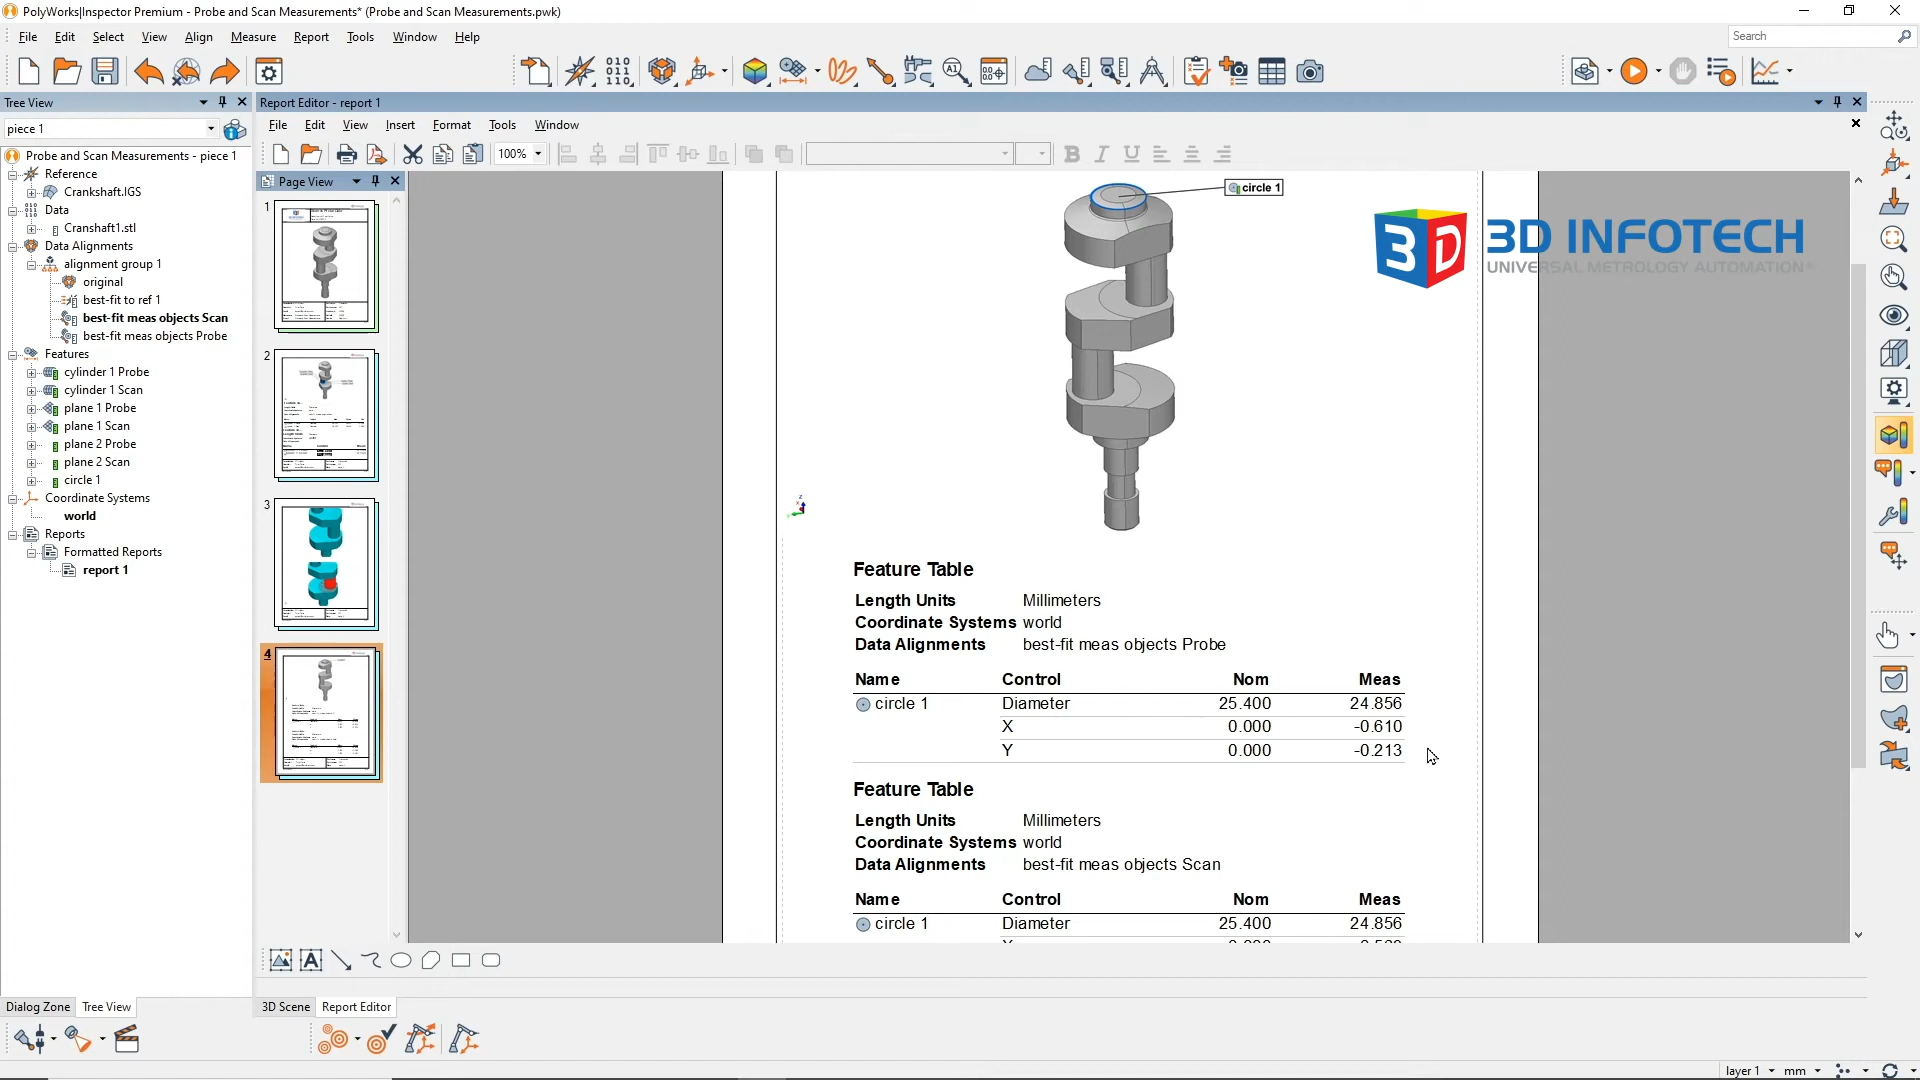 PolyWorks|Inspector Premium - Probe and Scan Measurements* (Probe and Scan Measurements.pwk)
File Edit Select View Align Measure Report Tools Window Help
Search
Tree View
Report Editor - report 1
piece 1
File Edit View Insert Format Tools Window
100%
Probe and Scan Measurements - piece 1
Reference
Crankshaft.IGS
Data
Cranshaft1.stl
Data Alignments
alignment group 1
original
best-fit to ref 1
best-fit meas objects Scan
best-fit meas objects Probe
Features
cylinder 1 Probe
cylinder 1 Scan
plane 1 Probe
plane 1 Scan
plane 2 Probe
plane 2 Scan
circle 1
Coordinate Systems
world
Reports
Formatted Reports
report 1
Page View
1
2
3
4
circle 1
3D
3D INFOTECH
UNIVERSAL METROLOGY AUTOMATION
Feature Table
Length Units Millimeters
Coordinate Systems world
Data Alignments best-fit meas objects Probe
Name Control Nom Meas
circle 1 Diameter 25.400 24.856
X 0.000 -0.610
Y 0.000 -0.213
Feature Table
Length Units Millimeters
Coordinate Systems world
Data Alignments best-fit meas objects Scan
Name Control Nom Meas
circle 1 Diameter 25.400 24.856
Dialog Zone Tree View
3D Scene Report Editor
layer 1 mm